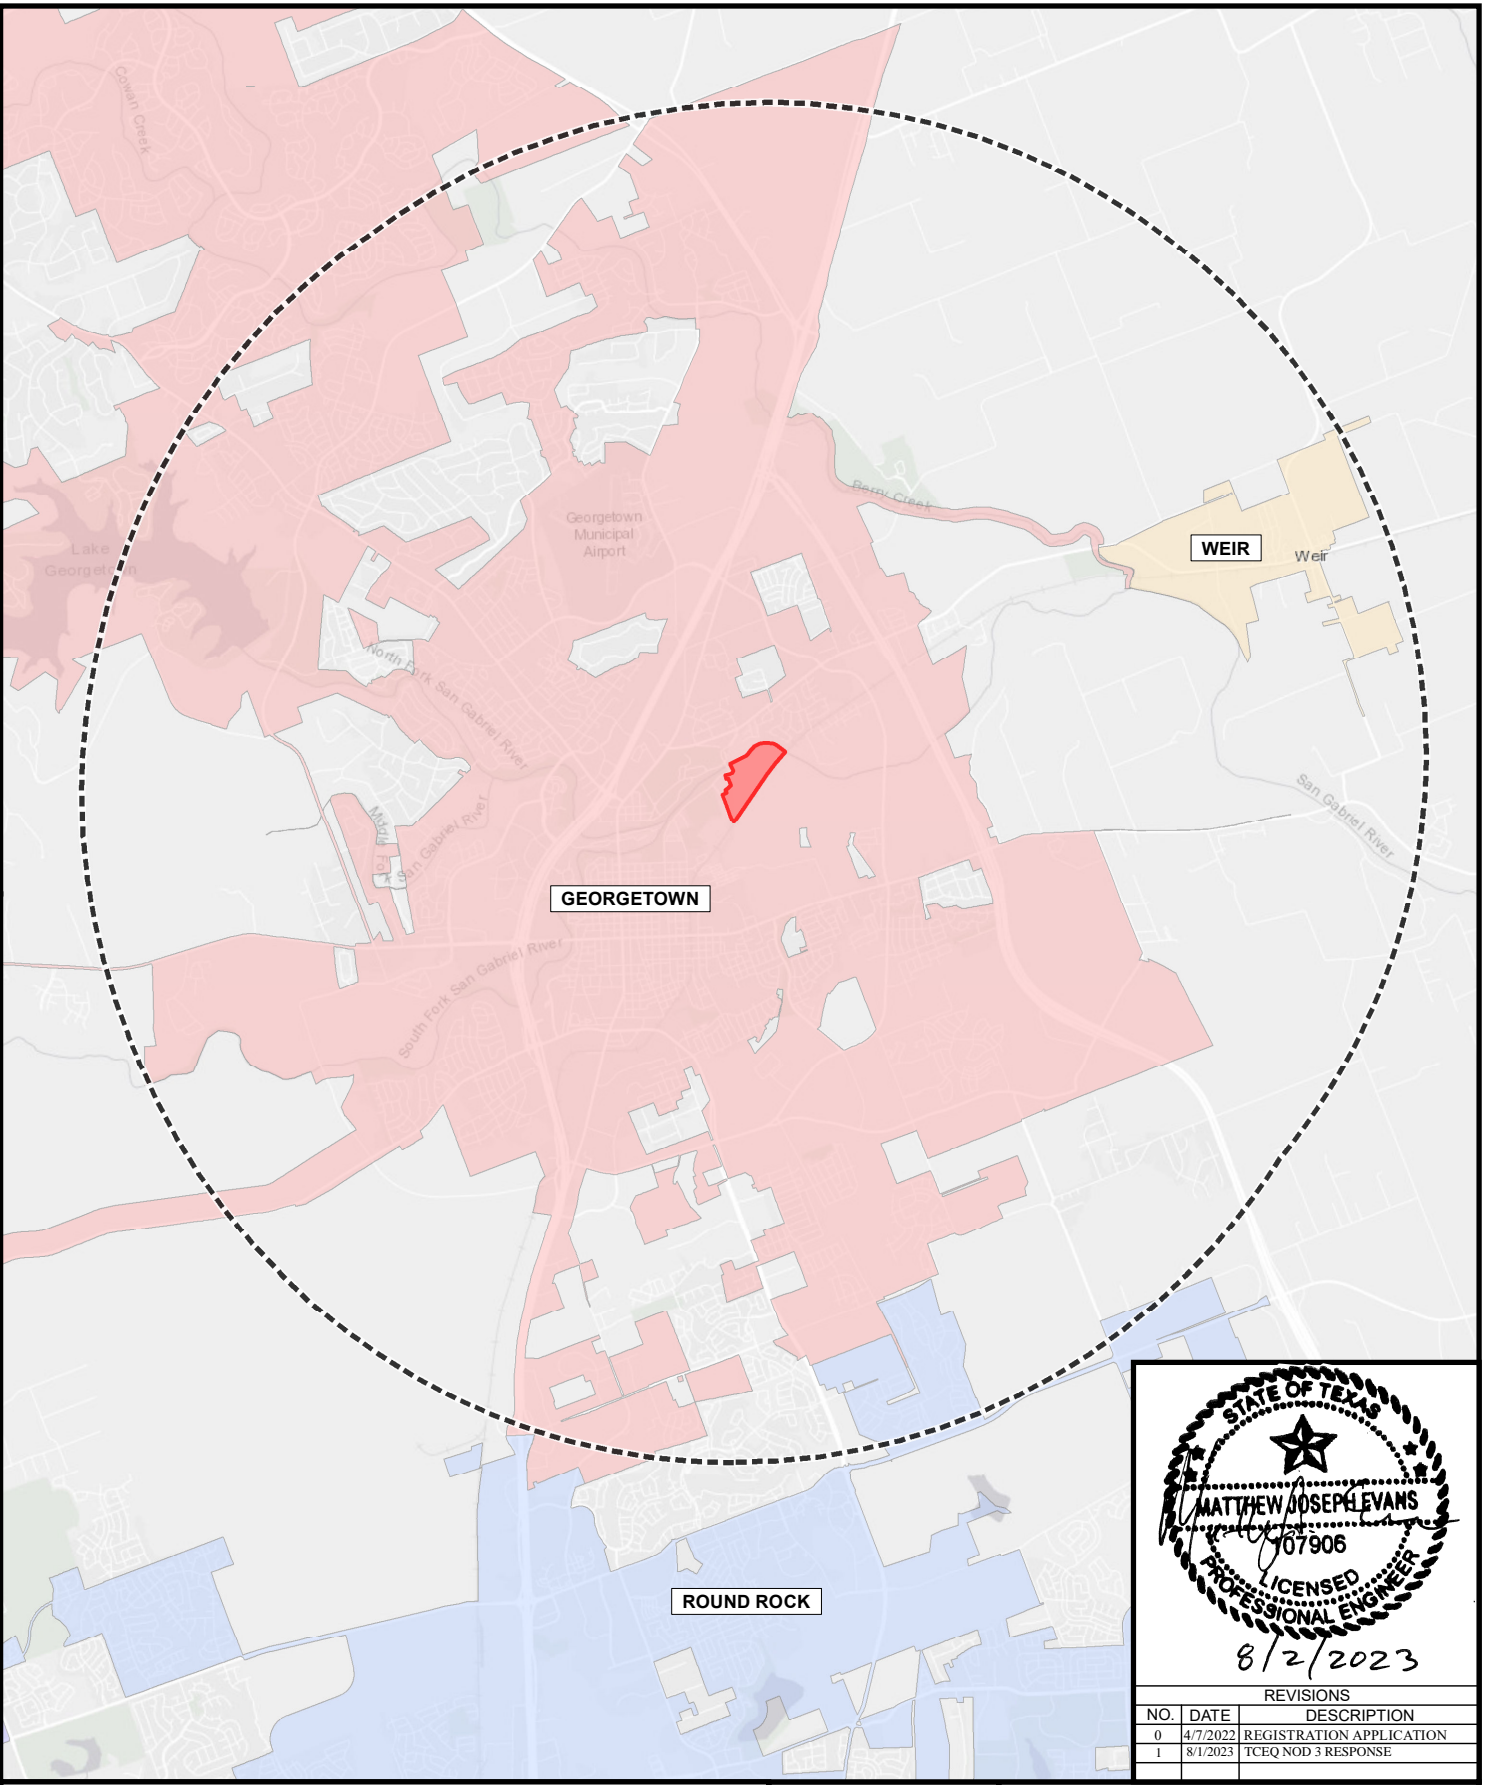 Cowan Creek
Berry Creek
Georgetown
Municipal
Airport
WEIR
Weir
Lake
Georgetown
North Fork San Gabriel River
San Gabriel River
Middle Fork San Gabriel River
GEORGETOWN
South Fork San Gabriel River
ROUND ROCK
STATE OF TEXAS
MATTHEW JOSEPH EVANS
107906
LICENSED
PROFESSIONAL ENGINEER
8/2/2023
REVISIONS
NO. DATE DESCRIPTION
0 4/7/2022 REGISTRATION APPLICATION
1 8/1/2023 TCEQ NOD 3 RESPONSE